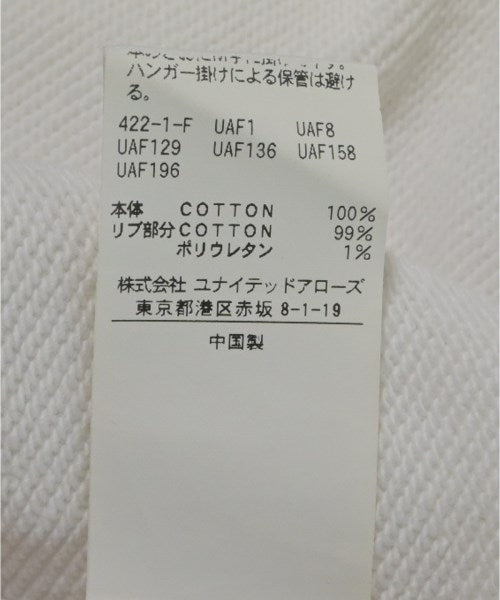 ハンガー掛けによる保管は避け
る。
422-1-F UAF1 UAF8
UAF129 UAF136 UAF158
UAF196
本体 COTTON 100%
リブ部分 COTTON 99%
ポリウレタン 1%
株式会社 ユナイテッドアローズ
東京都港区赤坂 8-1-19
中国製